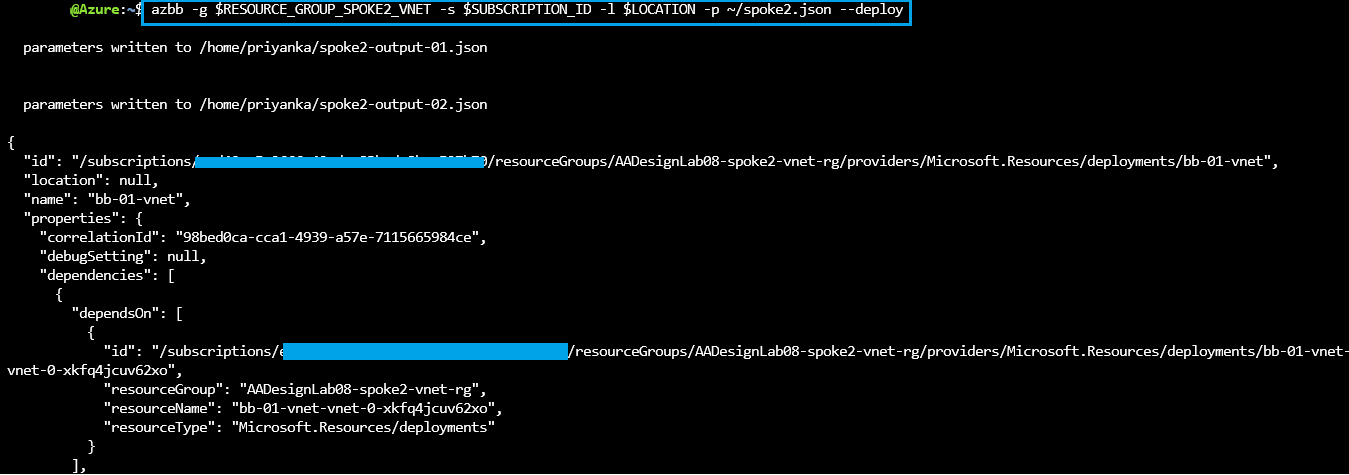 @Azure:~$ azbb -g $RESOURCE_GROUP_SPOKE2_VNET -s $SUBSCRIPTION_ID -l $LOCATION -p ~/spoke2.json --deploy
parameters written to /home/priyanka/spoke2-output-01.json
parameters written to /home/priyanka/spoke2-output-02.json
{
"id": "/subscriptions/ /resourceGroups/AADesignLab08-spoke2-vnet-rg/providers/Microsoft.Resources/deployments/bb-01-vnet",
"location": null,
"name": "bb-01-vnet",
"properties": {
"correlationId": "98bed0ca-cca1-4939-a57e-7115665984ce",
"debugSetting": null,
"dependencies": [
{
"dependsOn": [
{
"id": "/subscriptions/ /resourceGroups/AADesignLab08-spoke2-vnet-rg/providers/Microsoft.Resources/deployments/bb-01-vnet-
vnet-0-xkfq4jcuv62xo",
"resourceGroup": "AADesignLab08-spoke2-vnet-rg",
"resourceName": "bb-01-vnet-vnet-0-xkfq4jcuv62xo",
"resourceType": "Microsoft.Resources/deployments"
}
],